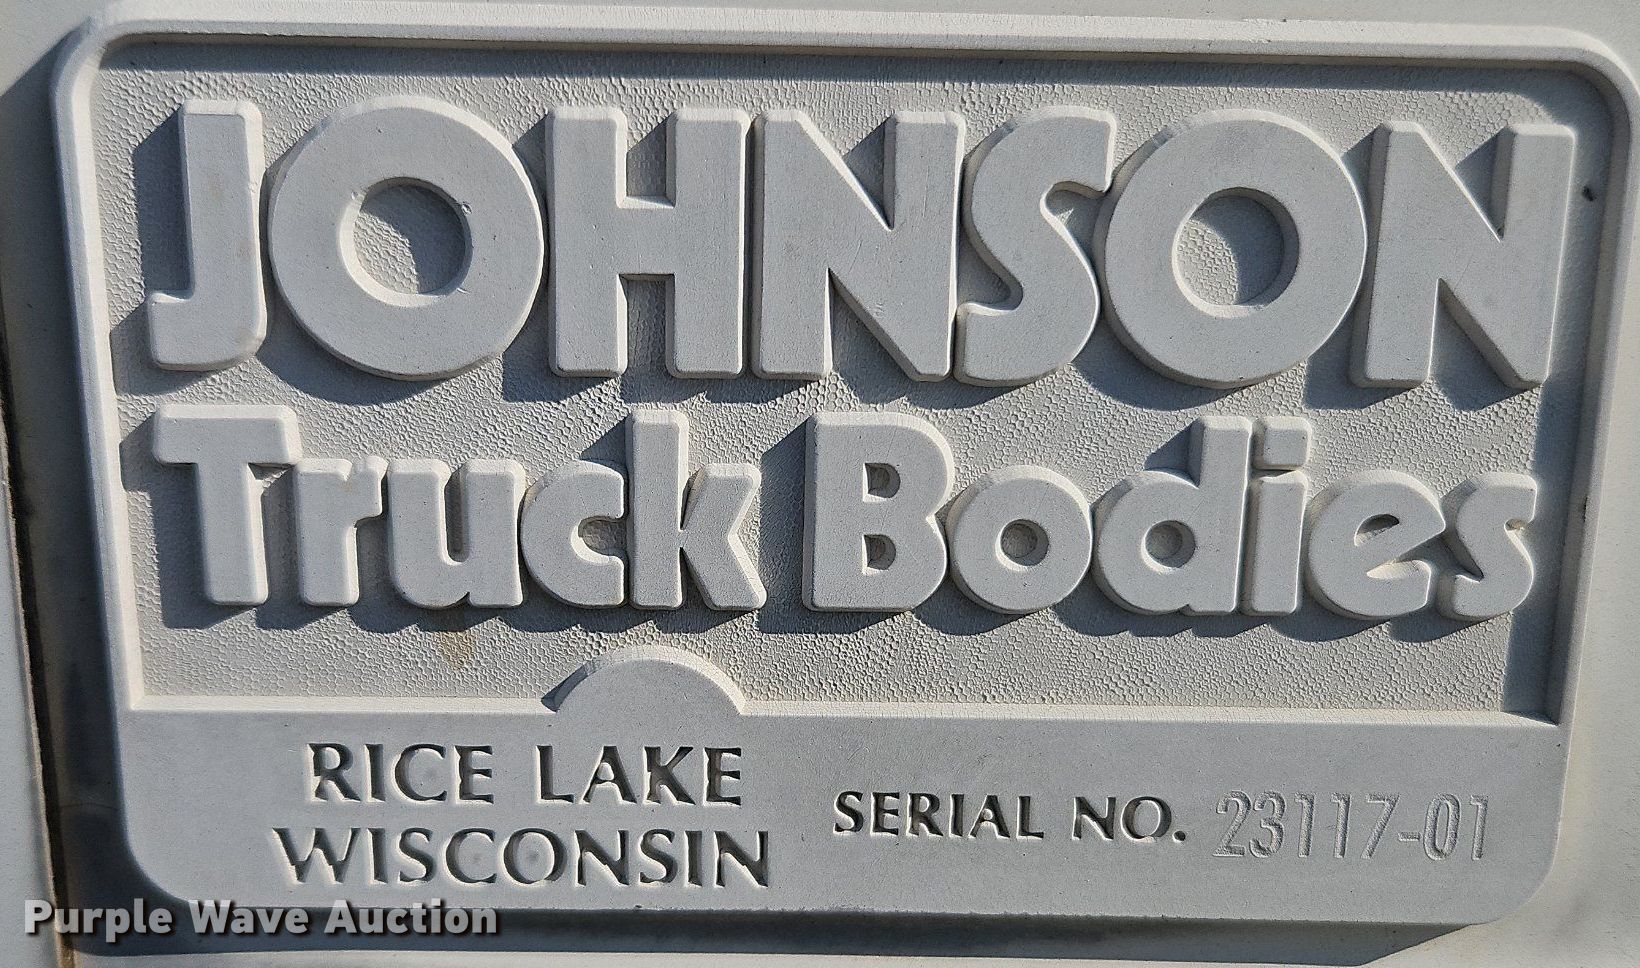 JOHNSON
Truck Bodies
RICE LAKE
WISCONSIN
SERIAL NO. 23117-01
Purple Wave Auction